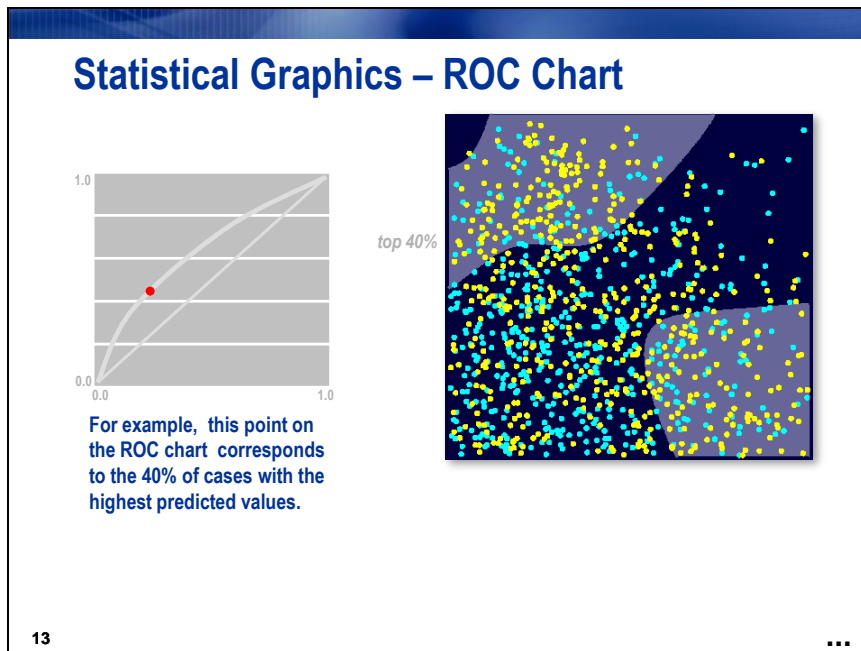 Statistical Graphics – ROC Chart
1.0
0.0
0.0
1.0
top 40%
For example, this point on
the ROC chart corresponds
to the 40% of cases with the
highest predicted values.
13
...